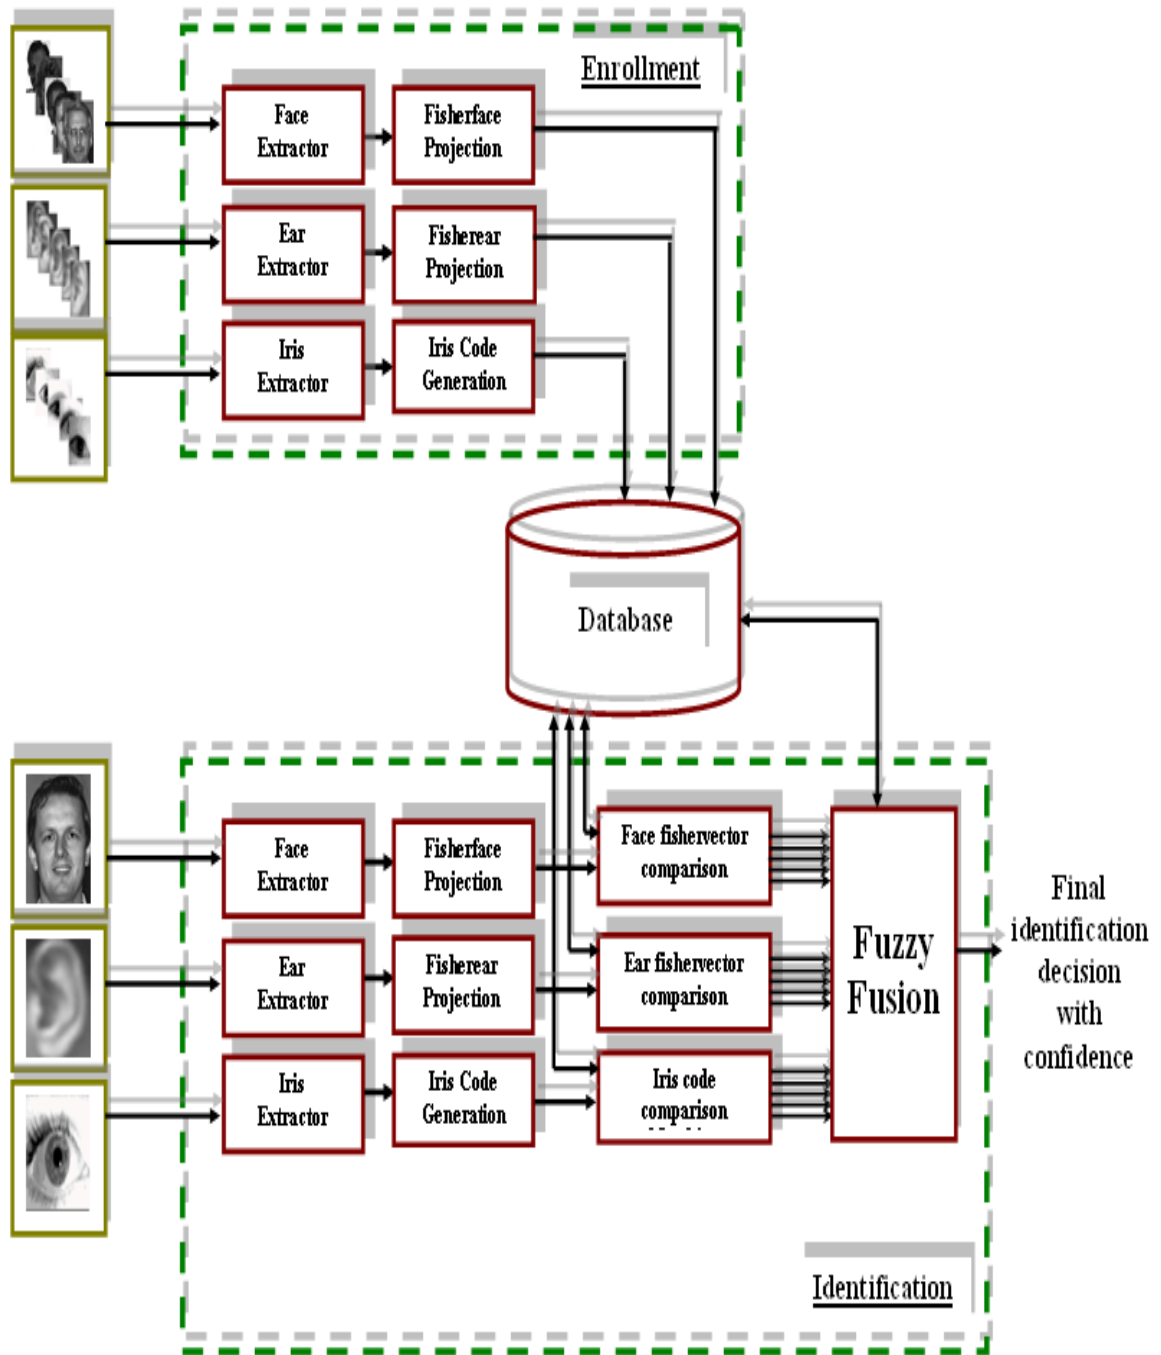 Enrollment
Face
Extractor
Fisherface
Projection
Ear
Extractor
Fisherear
Projection
Iris
Extractor
Iris Code
Generation
Database
Face
Extractor
Fisherface
Projection
Face fishervector
comparison
Ear
Extractor
Fisherear
Projection
Ear fishervector
comparison
Iris
Extractor
Iris Code
Generation
Iris code
comparison
Fuzzy
Fusion
Final
identification
decision
with
confidence
Identification